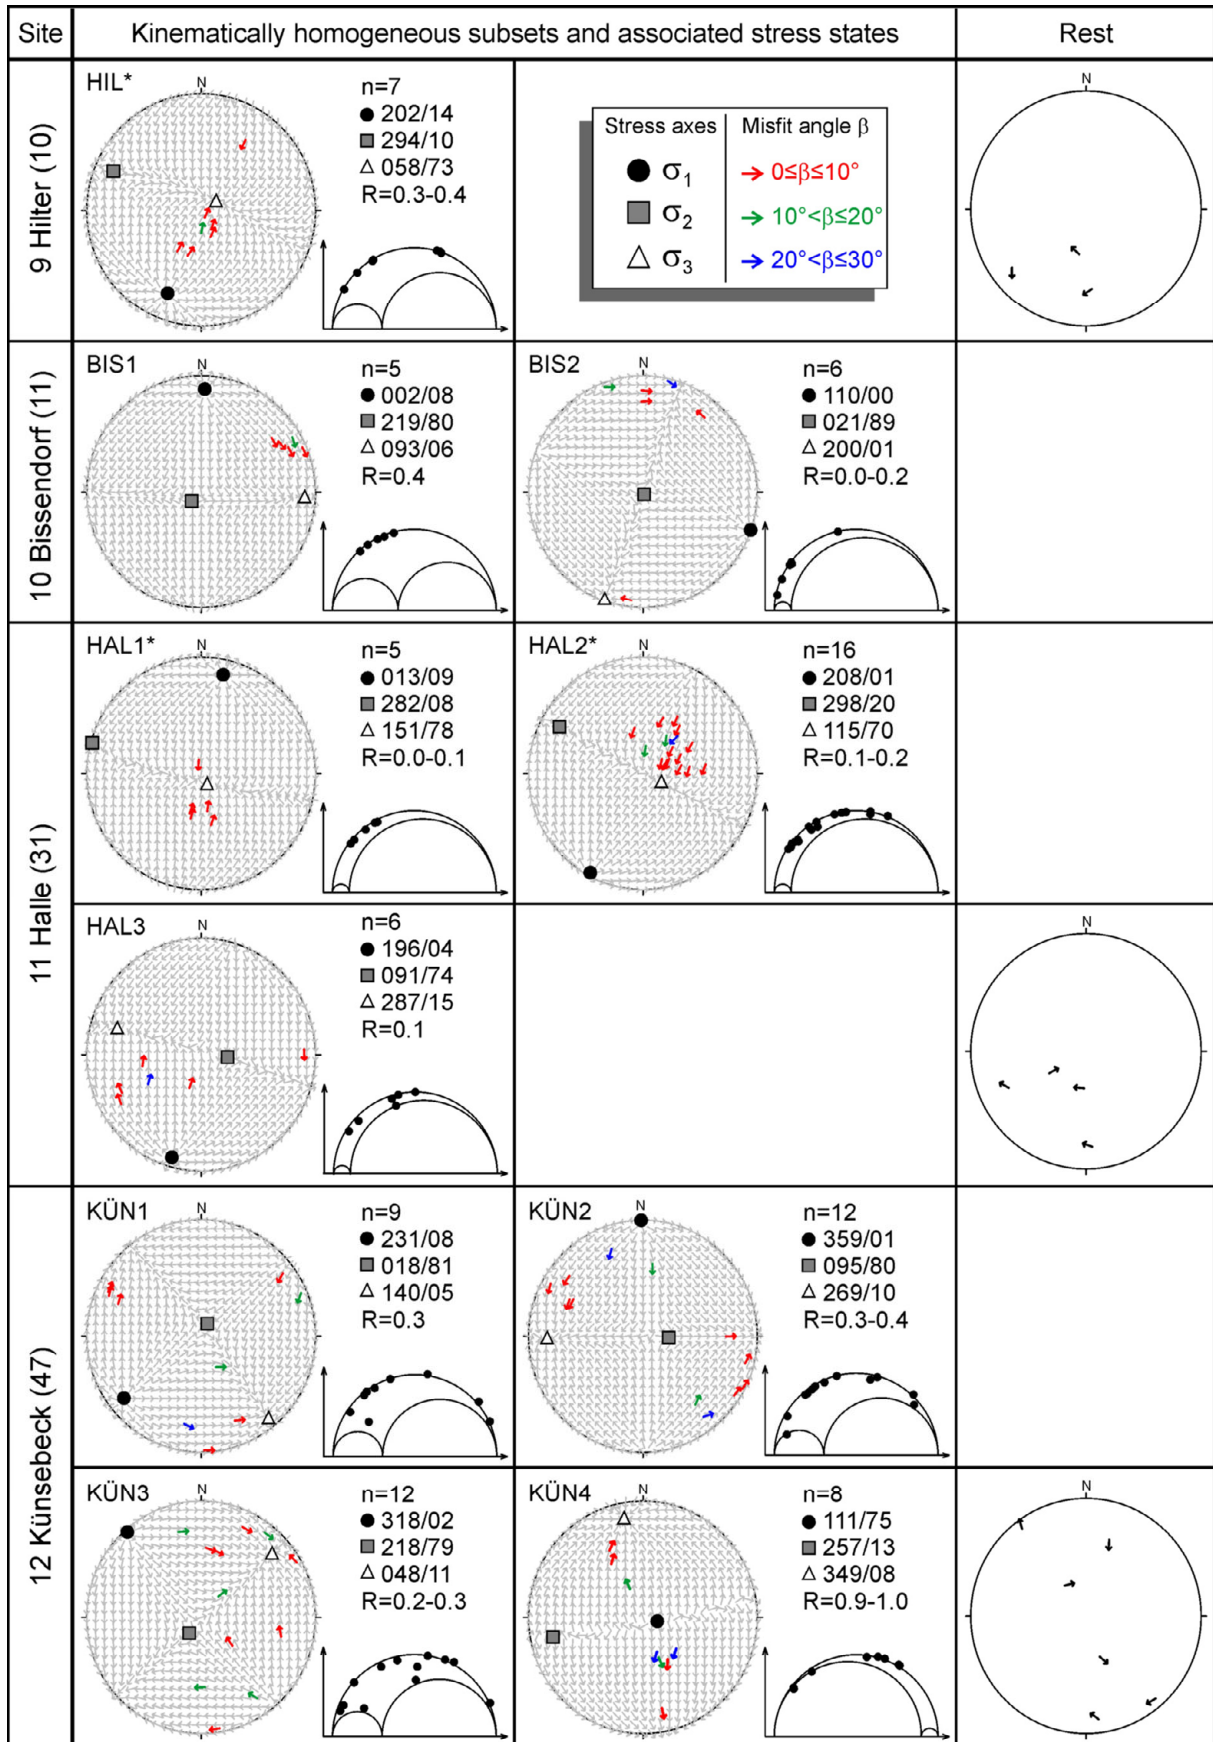 Site
Kinematically homogeneous subsets and associated stress states
Rest
9 Hilter (10)
HIL*
N
n=7
202/14
294/10
058/73
R=0.3-0.4
Stress axes
Misfit angle β
σ1
0≤β≤10°
σ2
10°<β≤20°
σ3
20°<β≤30°
N
10 Bissendorf (11)
BIS1
N
n=5
002/08
219/80
093/06
R=0.4
BIS2
N
n=6
110/00
021/89
200/01
R=0.0-0.2
11 Halle (31)
HAL1*
N
n=5
013/09
282/08
151/78
R=0.0-0.1
HAL2*
N
n=16
208/01
298/20
115/70
R=0.1-0.2
HAL3
N
n=6
196/04
091/74
287/15
R=0.1
N
12 Künsebeck (47)
KÜN1
N
n=9
231/08
018/81
140/05
R=0.3
KÜN2
N
n=12
359/01
095/80
269/10
R=0.3-0.4
KÜN3
N
n=12
318/02
218/79
048/11
R=0.2-0.3
KÜN4
N
n=8
111/75
257/13
349/08
R=0.9-1.0
N